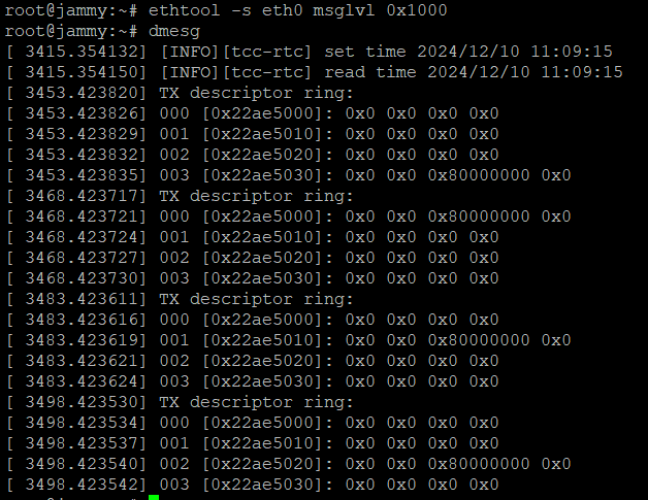 root@jammy:~# ethtool -s eth0 msglvl 0x1000
root@jammy:~# dmesg
[ 3415.354132] [INFO][tcc-rtc] set time 2024/12/10 11:09:15
[ 3415.354150] [INFO][tcc-rtc] read time 2024/12/10 11:09:15
[ 3453.423820] TX descriptor ring:
[ 3453.423826] 000 [0x22ae5000]: 0x0 0x0 0x0 0x0
[ 3453.423829] 001 [0x22ae5010]: 0x0 0x0 0x0 0x0
[ 3453.423832] 002 [0x22ae5020]: 0x0 0x0 0x0 0x0
[ 3453.423835] 003 [0x22ae5030]: 0x0 0x0 0x80000000 0x0
[ 3468.423717] TX descriptor ring:
[ 3468.423721] 000 [0x22ae5000]: 0x0 0x0 0x80000000 0x0
[ 3468.423724] 001 [0x22ae5010]: 0x0 0x0 0x0 0x0
[ 3468.423727] 002 [0x22ae5020]: 0x0 0x0 0x0 0x0
[ 3468.423730] 003 [0x22ae5030]: 0x0 0x0 0x0 0x0
[ 3483.423611] TX descriptor ring:
[ 3483.423616] 000 [0x22ae5000]: 0x0 0x0 0x0 0x0
[ 3483.423619] 001 [0x22ae5010]: 0x0 0x0 0x80000000 0x0
[ 3483.423621] 002 [0x22ae5020]: 0x0 0x0 0x0 0x0
[ 3483.423624] 003 [0x22ae5030]: 0x0 0x0 0x0 0x0
[ 3498.423530] TX descriptor ring:
[ 3498.423534] 000 [0x22ae5000]: 0x0 0x0 0x0 0x0
[ 3498.423537] 001 [0x22ae5010]: 0x0 0x0 0x0 0x0
[ 3498.423540] 002 [0x22ae5020]: 0x0 0x0 0x80000000 0x0
[ 3498.423542] 003 [0x22ae5030]: 0x0 0x0 0x0 0x0